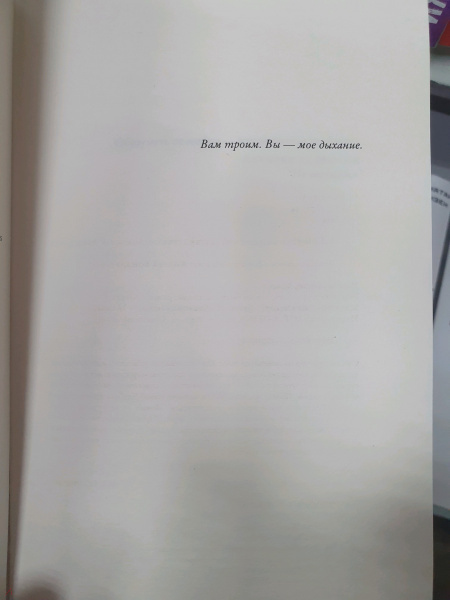 Вам троим. Вы — мое дыхание.